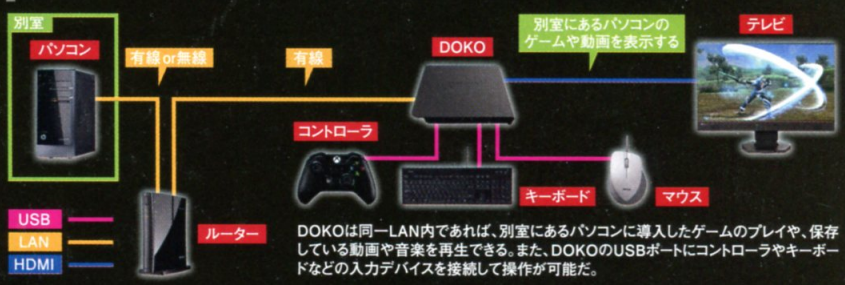 別室
パソコン
有線or無線
有線
DOKO
別室にあるパソコンの
ゲームや動画を表示する
テレビ
コントローラ
キーボード
マウス
ルーター
USB
LAN
HDMI
DOKOは同一LAN内であれば、別室にあるパソコンに導入したゲームのプレイや、保存
している動画や音楽を再生できる。また、DOKOのUSBポートにコントローラやキーボー
ドなどの入力デバイスを接続して操作が可能だ。